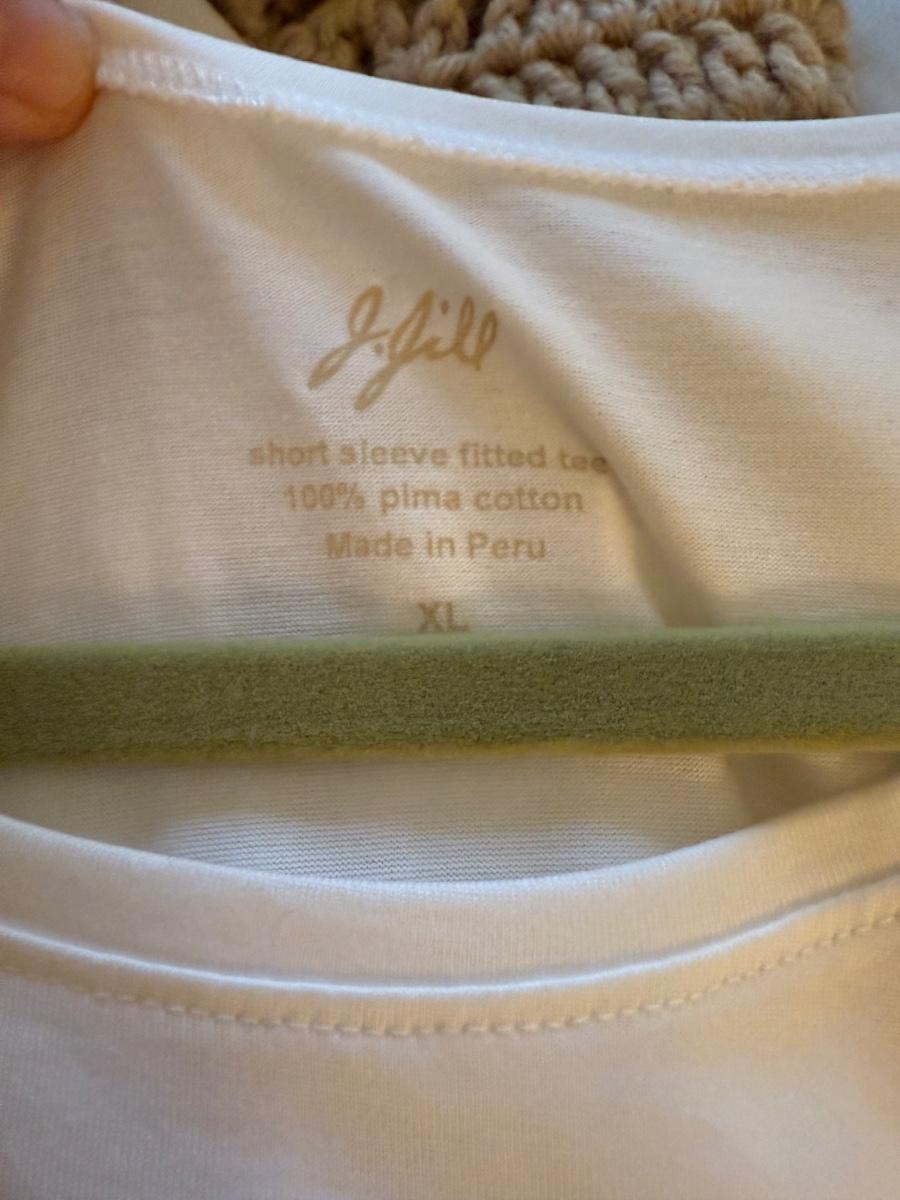 J.Jill
short sleeve fitted tee
100% pima cotton
Made in Peru
XL